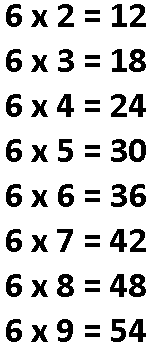 6 x 2 = 12
6 x 3 = 18
6 x 4 = 24
6 x 5 = 30
6 x 6 = 36
6 x 7 = 42
6 x 8 = 48
6 x 9 = 54